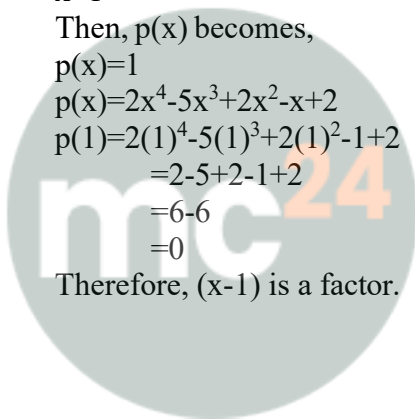 Then, p(x) becomes,
p(x)=1
p(x)=2x⁴-5x³+2x²-x+2
p(1)=2(1)⁴-5(1)³+2(1)²-1+2
=2-5+2-1+2
=6-6
=0
Therefore, (x-1) is a factor.
mc24